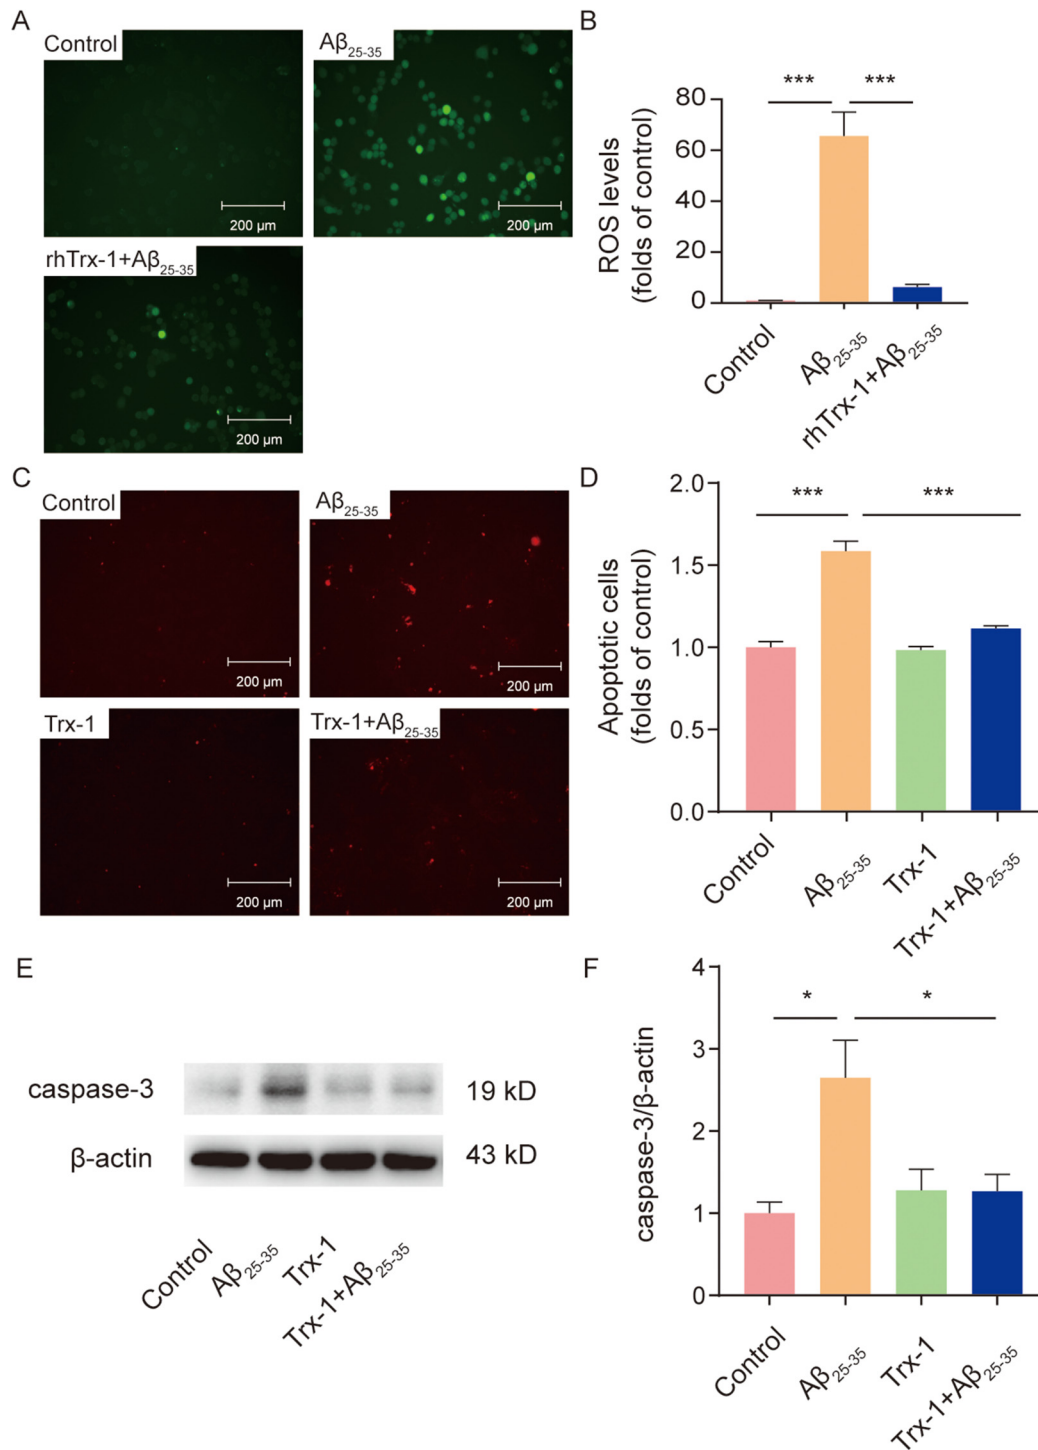 A
Control
Aβ25-35
200 µm
200 µm
rhTrx-1+Aβ25-35
200 µm
B
***
***
80
60
40
20
0
ROS levels
(folds of control)
Control
Aβ25-35
rhTrx-1+Aβ25-35
C
Control
Aβ25-35
200 µm
200 µm
Trx-1
Trx-1+Aβ25-35
200 µm
200 µm
D
***
***
2.0
1.5
1.0
0.5
0.0
Apoptotic cells
(folds of control)
Control
Aβ25-35
Trx-1
Trx-1+Aβ25-35
E
caspase-3
19 kD
β-actin
43 kD
Control
Aβ25-35
Trx-1
Trx-1+Aβ25-35
F
*
*
4
3
2
1
0
caspase-3/β-actin
Control
Aβ25-35
Trx-1
Trx-1+Aβ25-35